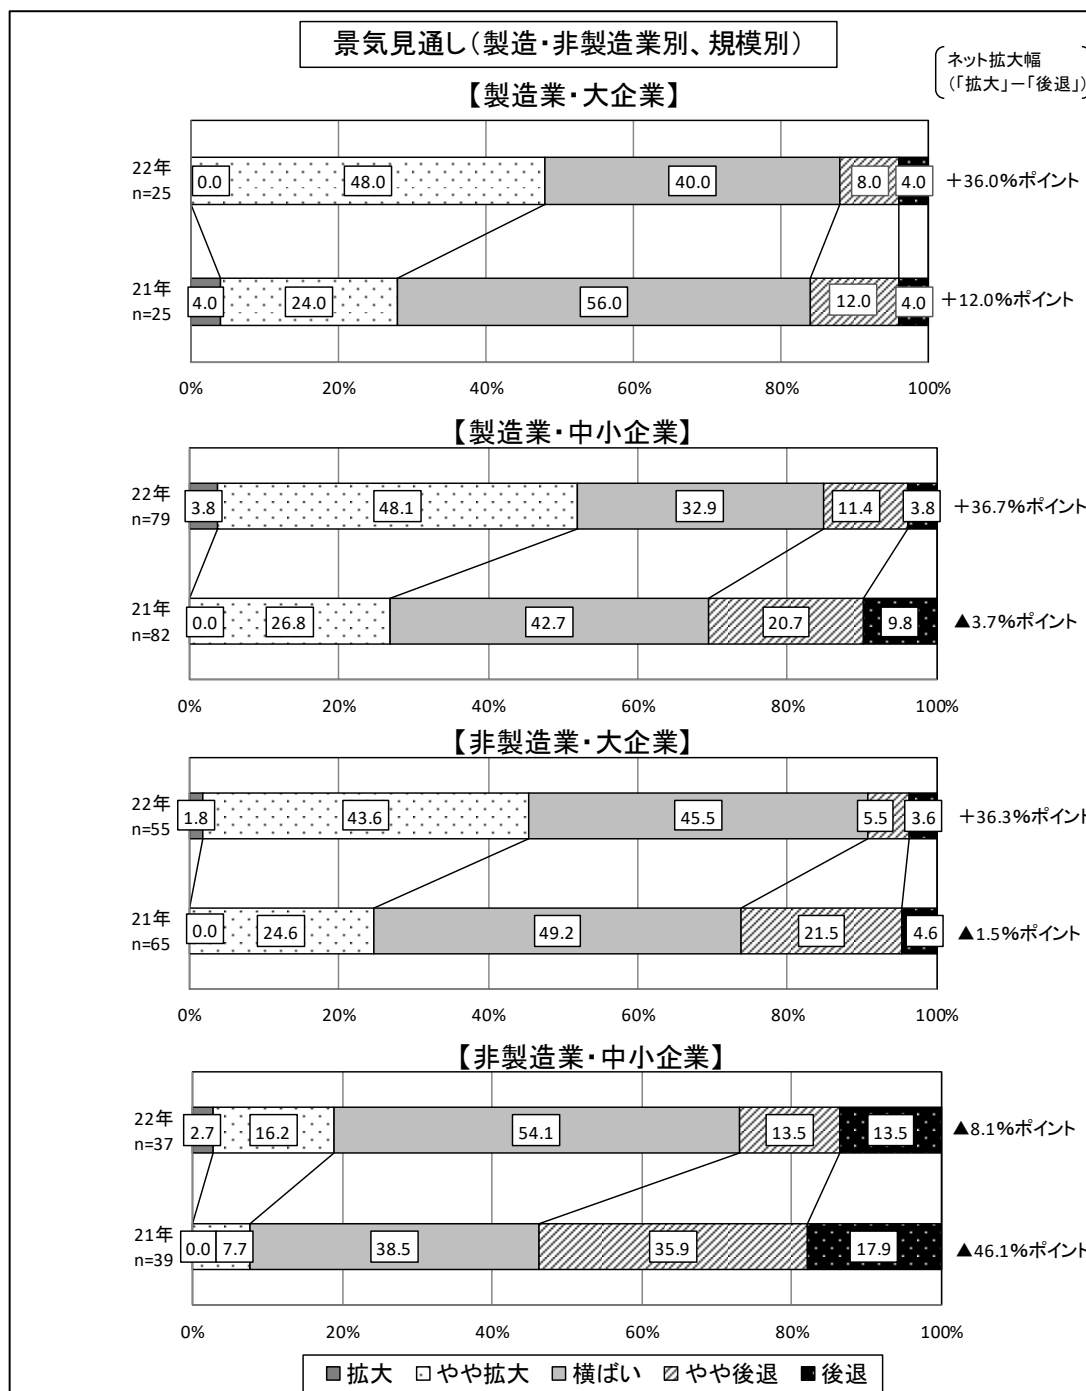 景気見通し(製造・非製造業別、規模別)
ネット拡大幅
(「拡大」－「後退」)
【製造業・大企業】
22年
n=25
0.0 48.0 40.0 8.0 4.0 ＋36.0%ポイント
21年
n=25
4.0 24.0 56.0 12.0 4.0 ＋12.0%ポイント
0% 20% 40% 60% 80% 100%
【製造業・中小企業】
22年
n=79
3.8 48.1 32.9 11.4 3.8 ＋36.7%ポイント
21年
n=82
0.0 26.8 42.7 20.7 9.8 ▲3.7%ポイント
0% 20% 40% 60% 80% 100%
【非製造業・大企業】
22年
n=55
1.8 43.6 45.5 5.5 3.6 ＋36.3%ポイント
21年
n=65
0.0 24.6 49.2 21.5 4.6 ▲1.5%ポイント
0% 20% 40% 60% 80% 100%
【非製造業・中小企業】
22年
n=37
2.7 16.2 54.1 13.5 13.5 ▲8.1%ポイント
21年
n=39
0.0 7.7 38.5 35.9 17.9 ▲46.1%ポイント
0% 20% 40% 60% 80% 100%
拡大 やや拡大 横ばい やや後退 後退